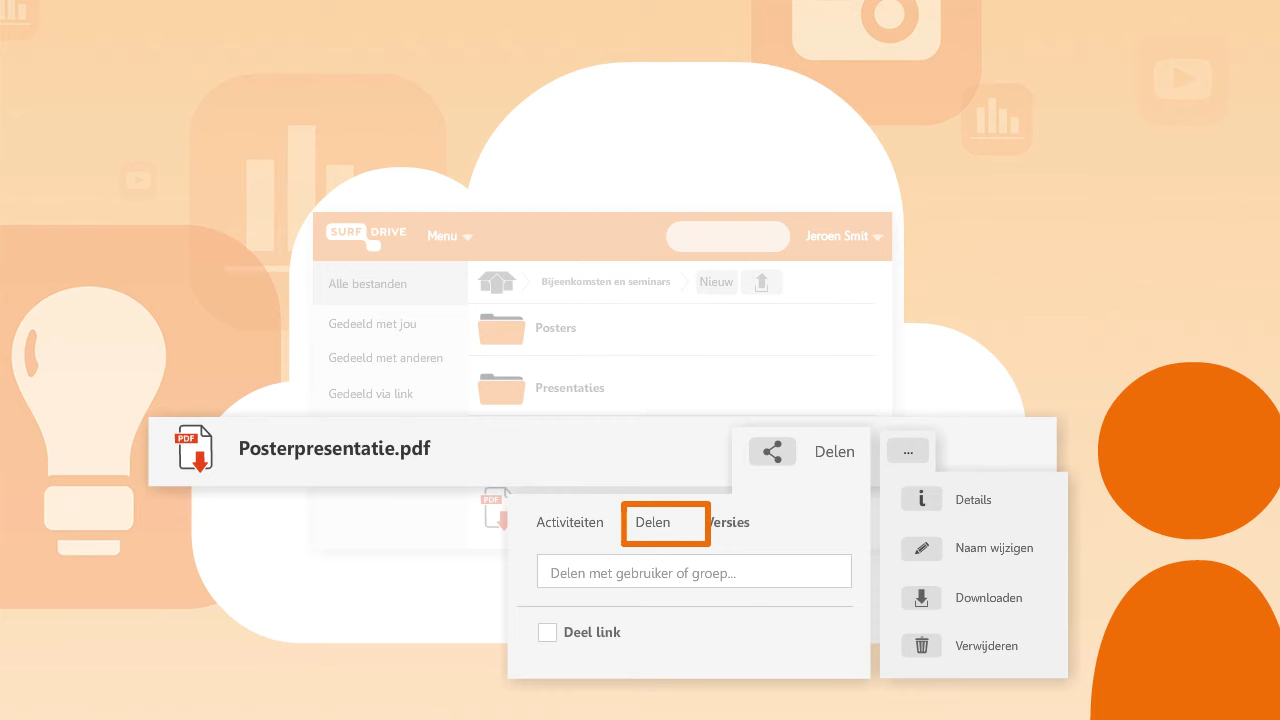 SURF DRIVE
Menu
Jeroen Smit
Alle bestanden
Bijeenkomsten en seminars
Nieuw
Gedeeld met jou
Posters
Gedeeld met anderen
Presentaties
Gedeeld via link
PDF
Posterpresentatie.pdf
Delen
...
PDF
Activiteiten
Delen
Versies
Delen met gebruiker of groep...
Deel link
Details
Naam wijzigen
Downloaden
Verwijderen